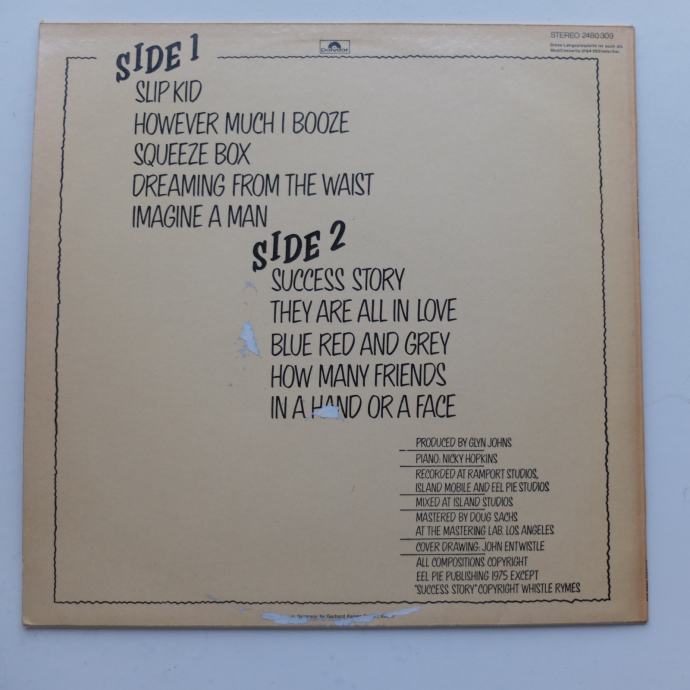 Polydor
STEREO 2480 309
SIDE 1
SLIP KID
HOWEVER MUCH I BOOZE
SQUEEZE BOX
DREAMING FROM THE WAIST
IMAGINE A MAN
SIDE 2
SUCCESS STORY
THEY ARE ALL IN LOVE
BLUE RED AND GREY
HOW MANY FRIENDS
IN A HAND OR A FACE
PRODUCED BY GLYN JOHNS
PIANO: NICKY HOPKINS
RECORDED AT RAMPORT STUDIOS,
ISLAND MOBILE AND EEL PIE STUDIOS
MIXED AT ISLAND STUDIOS
MASTERED BY DOUG SACHS
AT THE MASTERING LAB. LOS ANGELES
COVER DRAWING: JOHN ENTWISTLE
ALL COMPOSITIONS COPYRIGHT
EEL PIE PUBLISHING 1975 EXCEPT
"SUCCESS STORY" COPYRIGHT WHISTLE RYMES